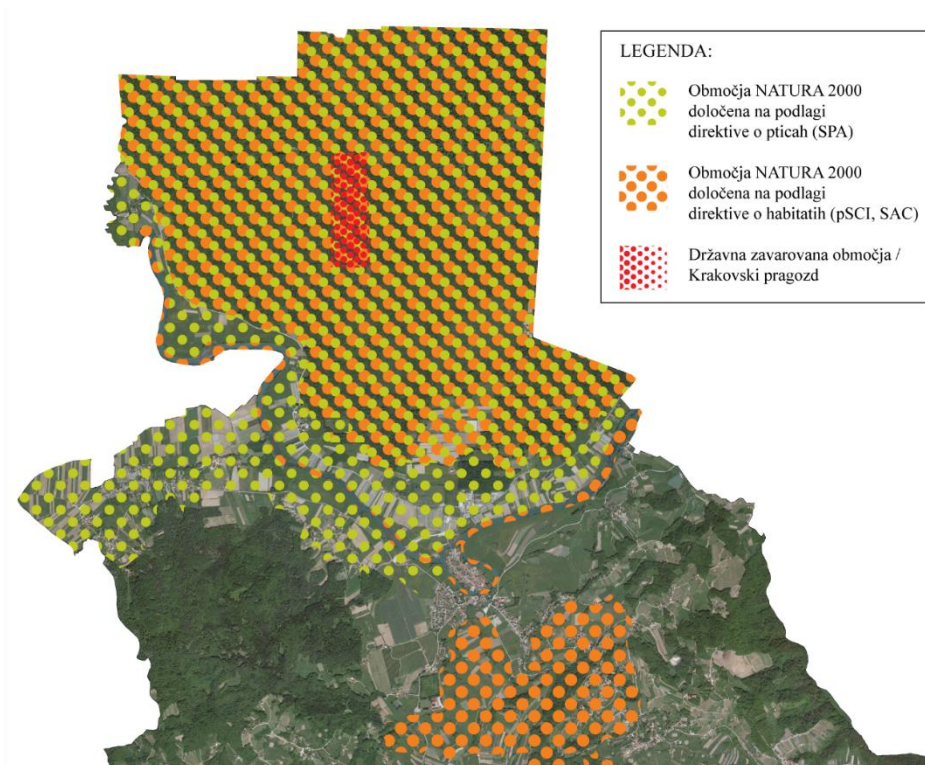 LEGENDA:
Območja NATURA 2000
določena na podlagi
direktive o pticah (SPA)
Območja NATURA 2000
določena na podlagi
direktive o habitatih (pSCI, SAC)
Državna zavarovana območja /
Krakovski pragozd